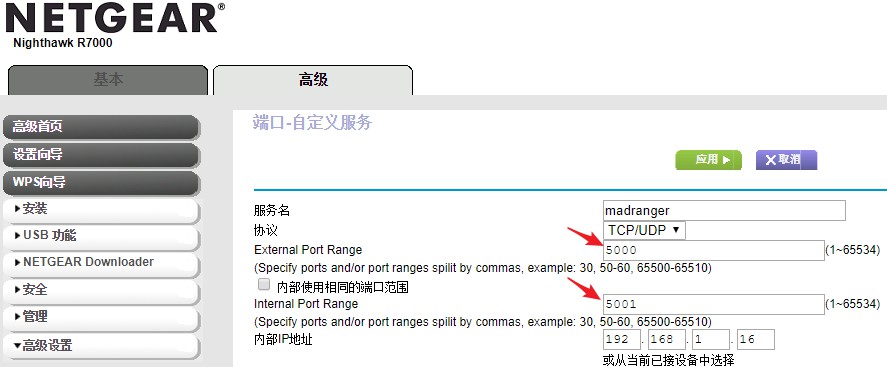 NETGEAR®
Nighthawk R7000
基本
高级
高级首页
设置向导
WPS向导
安装
USB 功能
NETGEAR Downloader
安全
管理
高级设置
端口-自定义服务
应用
取消
服务名 madranger
协议 TCP/UDP
External Port Range 5000 (1~65534)
(Specify ports and/or port ranges spilit by commas, example: 30, 50-60, 65500-65510)
内部使用相同的端口范围
Internal Port Range 5001 (1~65534)
(Specify ports and/or port ranges spilit by commas, example: 30, 50-60, 65500-65510)
内部IP地址 192 . 168 . 1 . 16
或从当前已接设备中选择